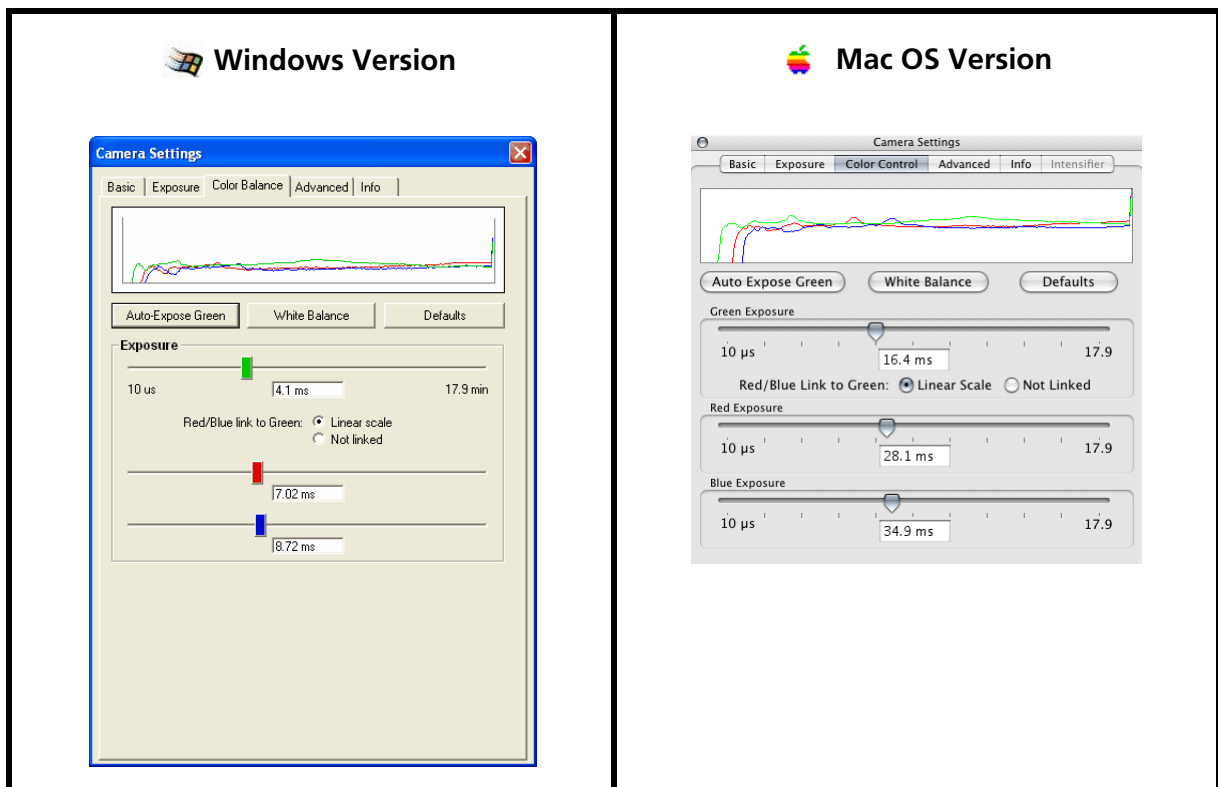 Windows Version
Camera Settings
Basic Exposure Color Balance Advanced Info
Auto-Expose Green White Balance Defaults
Exposure
4.1 ms
10 us 17.9 min
Red/Blue link to Green: Linear scale
Not linked
7.02 ms
8.72 ms
Mac OS Version
Camera Settings
Basic Exposure Color Control Advanced Info Intensifier
Auto Expose Green White Balance Defaults
Green Exposure
10 µs 17.9
16.4 ms
Red/Blue Link to Green: Linear Scale Not Linked
Red Exposure
10 µs 17.9
28.1 ms
Blue Exposure
10 µs 17.9
34.9 ms